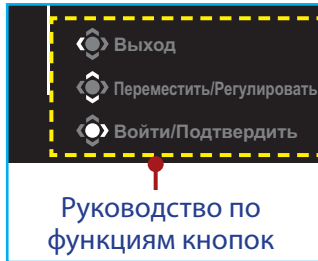 Выход
Переместить/Регулировать
Войти/Подтвердить
Руководство по
функциям кнопок